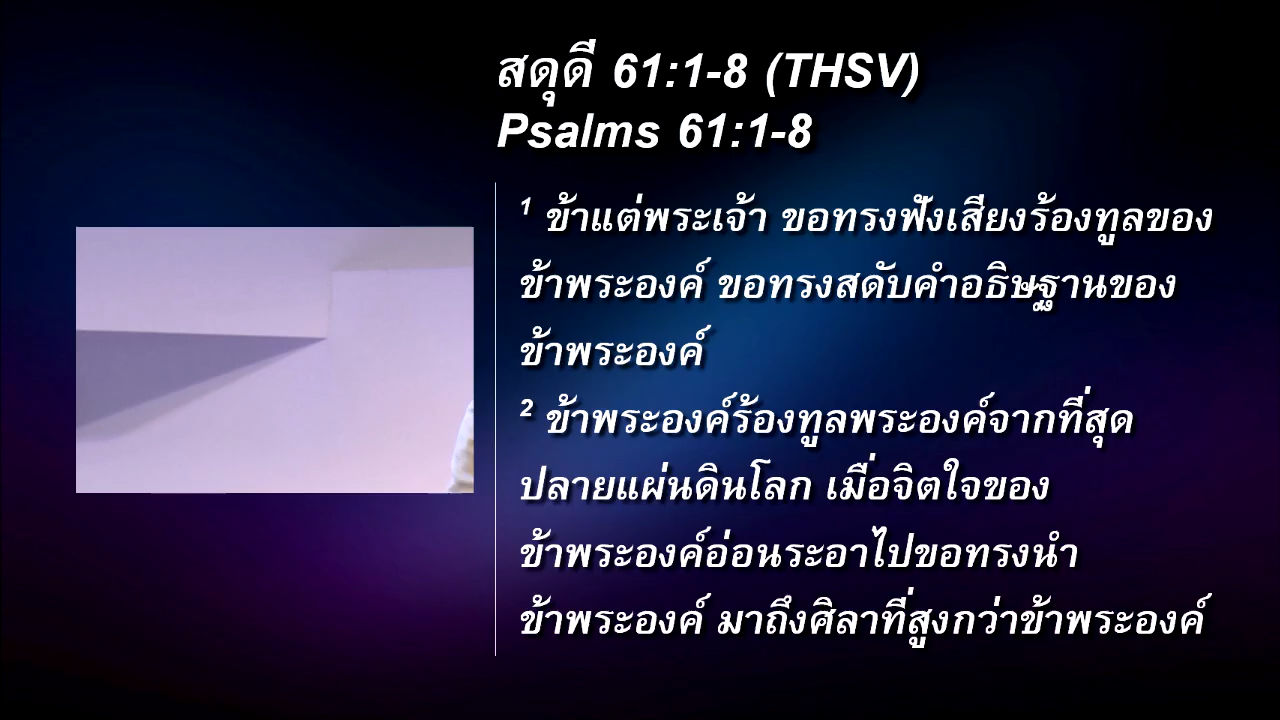 สดุดี 61:1-8 (THSV)
Psalms 61:1-8
1 ข้าแต่พระเจ้า ขอทรงฟังเสียงร้องทูลของ
ข้าพระองค์ ขอทรงสดับคำอธิษฐานของ
ข้าพระองค์
2 ข้าพระองค์ร้องทูลพระองค์จากที่สุด
ปลายแผ่นดินโลก เมื่อจิตใจของ
ข้าพระองค์อ่อนระอาไปขอทรงนำ
ข้าพระองค์ มาถึงศิลาที่สูงกว่าข้าพระองค์